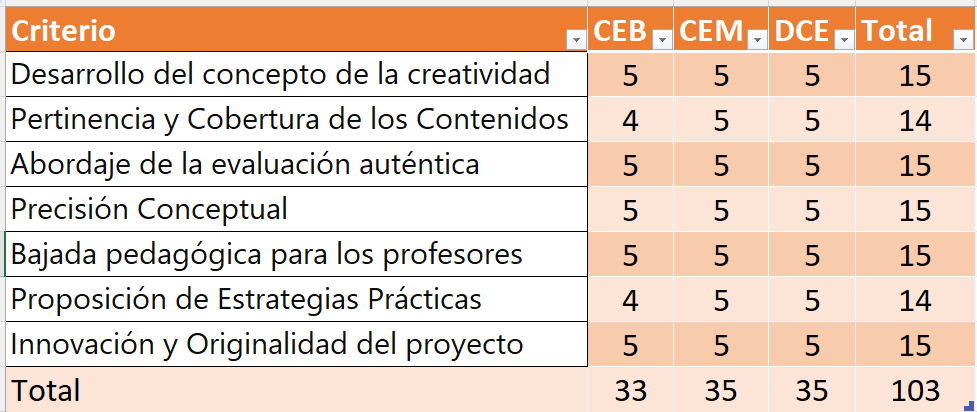 Criterio CEB CEM DCE Total
Desarrollo del concepto de la creatividad 5 5 5 15
Pertinencia y Cobertura de los Contenidos 4 5 5 14
Abordaje de la evaluación auténtica 5 5 5 15
Precisión Conceptual 5 5 5 15
Bajada pedagógica para los profesores 5 5 5 15
Proposición de Estrategias Prácticas 4 5 5 14
Innovación y Originalidad del proyecto 5 5 5 15
Total 33 35 35 103